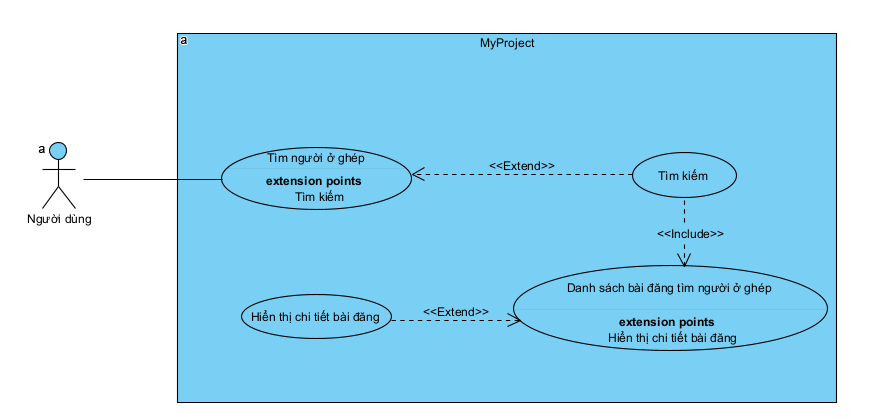 a
MyProject
a
Người dùng
Tìm người ở ghép
extension points
Tìm kiếm
<<Extend>>
Tìm kiếm
<<Include>>
Hiển thị chi tiết bài đăng
<<Extend>>
Danh sách bài đăng tìm người ở ghép
extension points
Hiển thị chi tiết bài đăng